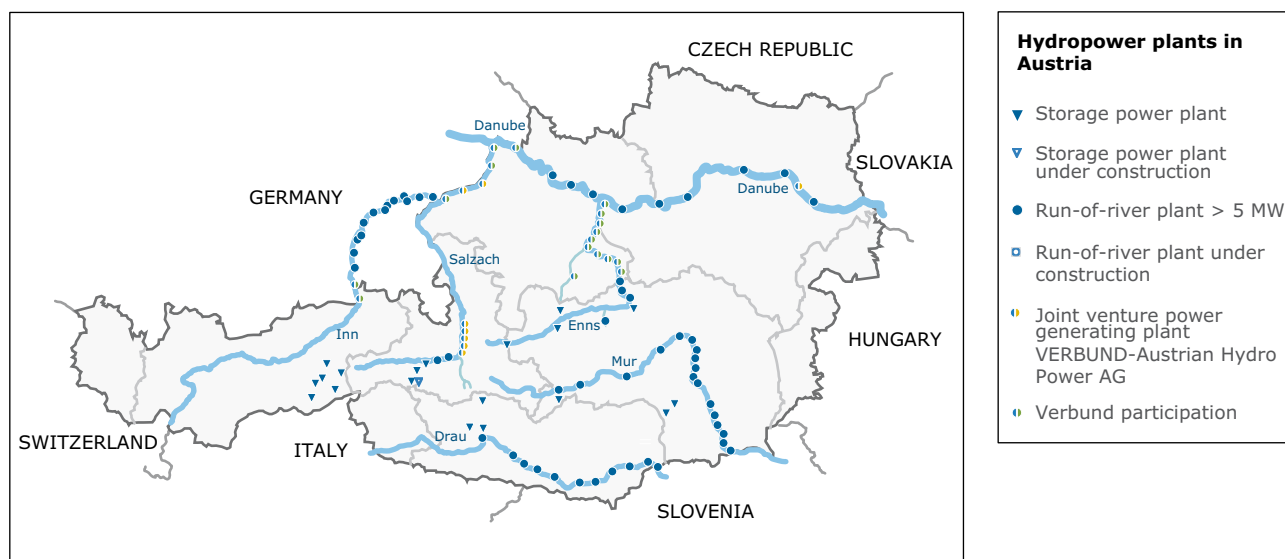 CZECH REPUBLIC
Danube
SLOVAKIA
GERMANY
Danube
Salzach
Inn
Enns
HUNGARY
Mur
SWITZERLAND
ITALY
Drau
SLOVENIA
Hydropower plants in
Austria
Storage power plant
Storage power plant
under construction
Run-of-river plant > 5 MW
Run-of-river plant under
construction
Joint venture power
generating plant
VERBUND-Austrian Hydro
Power AG
Verbund participation